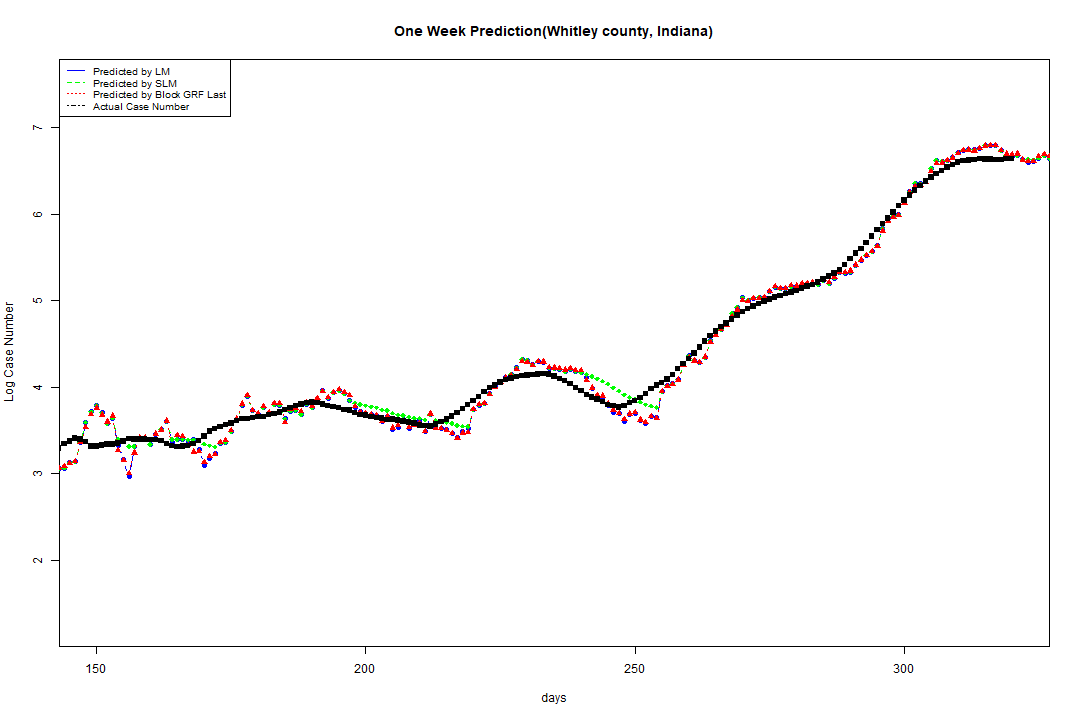 One Week Prediction(Whitley county, Indiana)
Predicted by LM
Predicted by SLM
Predicted by Block GRF Last
Actual Case Number
Log Case Number
7
6
5
4
3
2
150 200 250 300
days